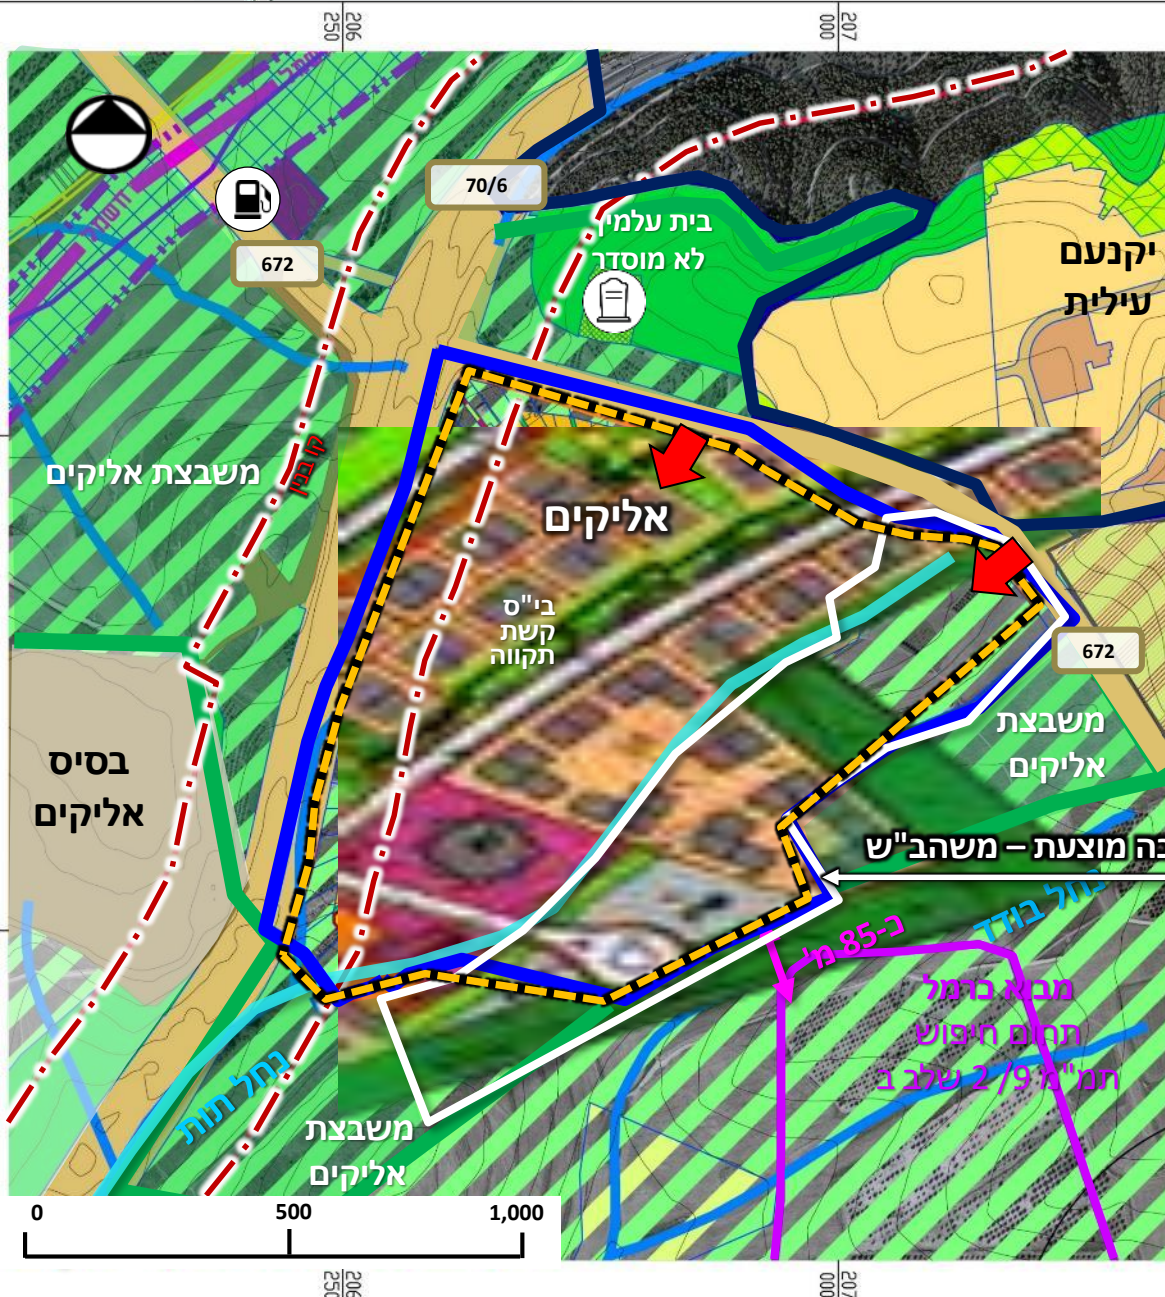 206
250
207
000
70/6
672
בית עלמין
לא מוסדר
יקנעם
עילית
משבצת אליקים
קו בנין
אליקים
בי"ס
קשת
תקווה
672
משבצת
אליקים
בסיס
אליקים
כה מוצעת – משהב"ש
נחל בודד
כ-85 מ'
מבוא כרמל
תחום חיפוש
תמ"מ 2/9 שלב ב
נחל תות
משבצת
אליקים
0 500 1,000
206
250
207
000